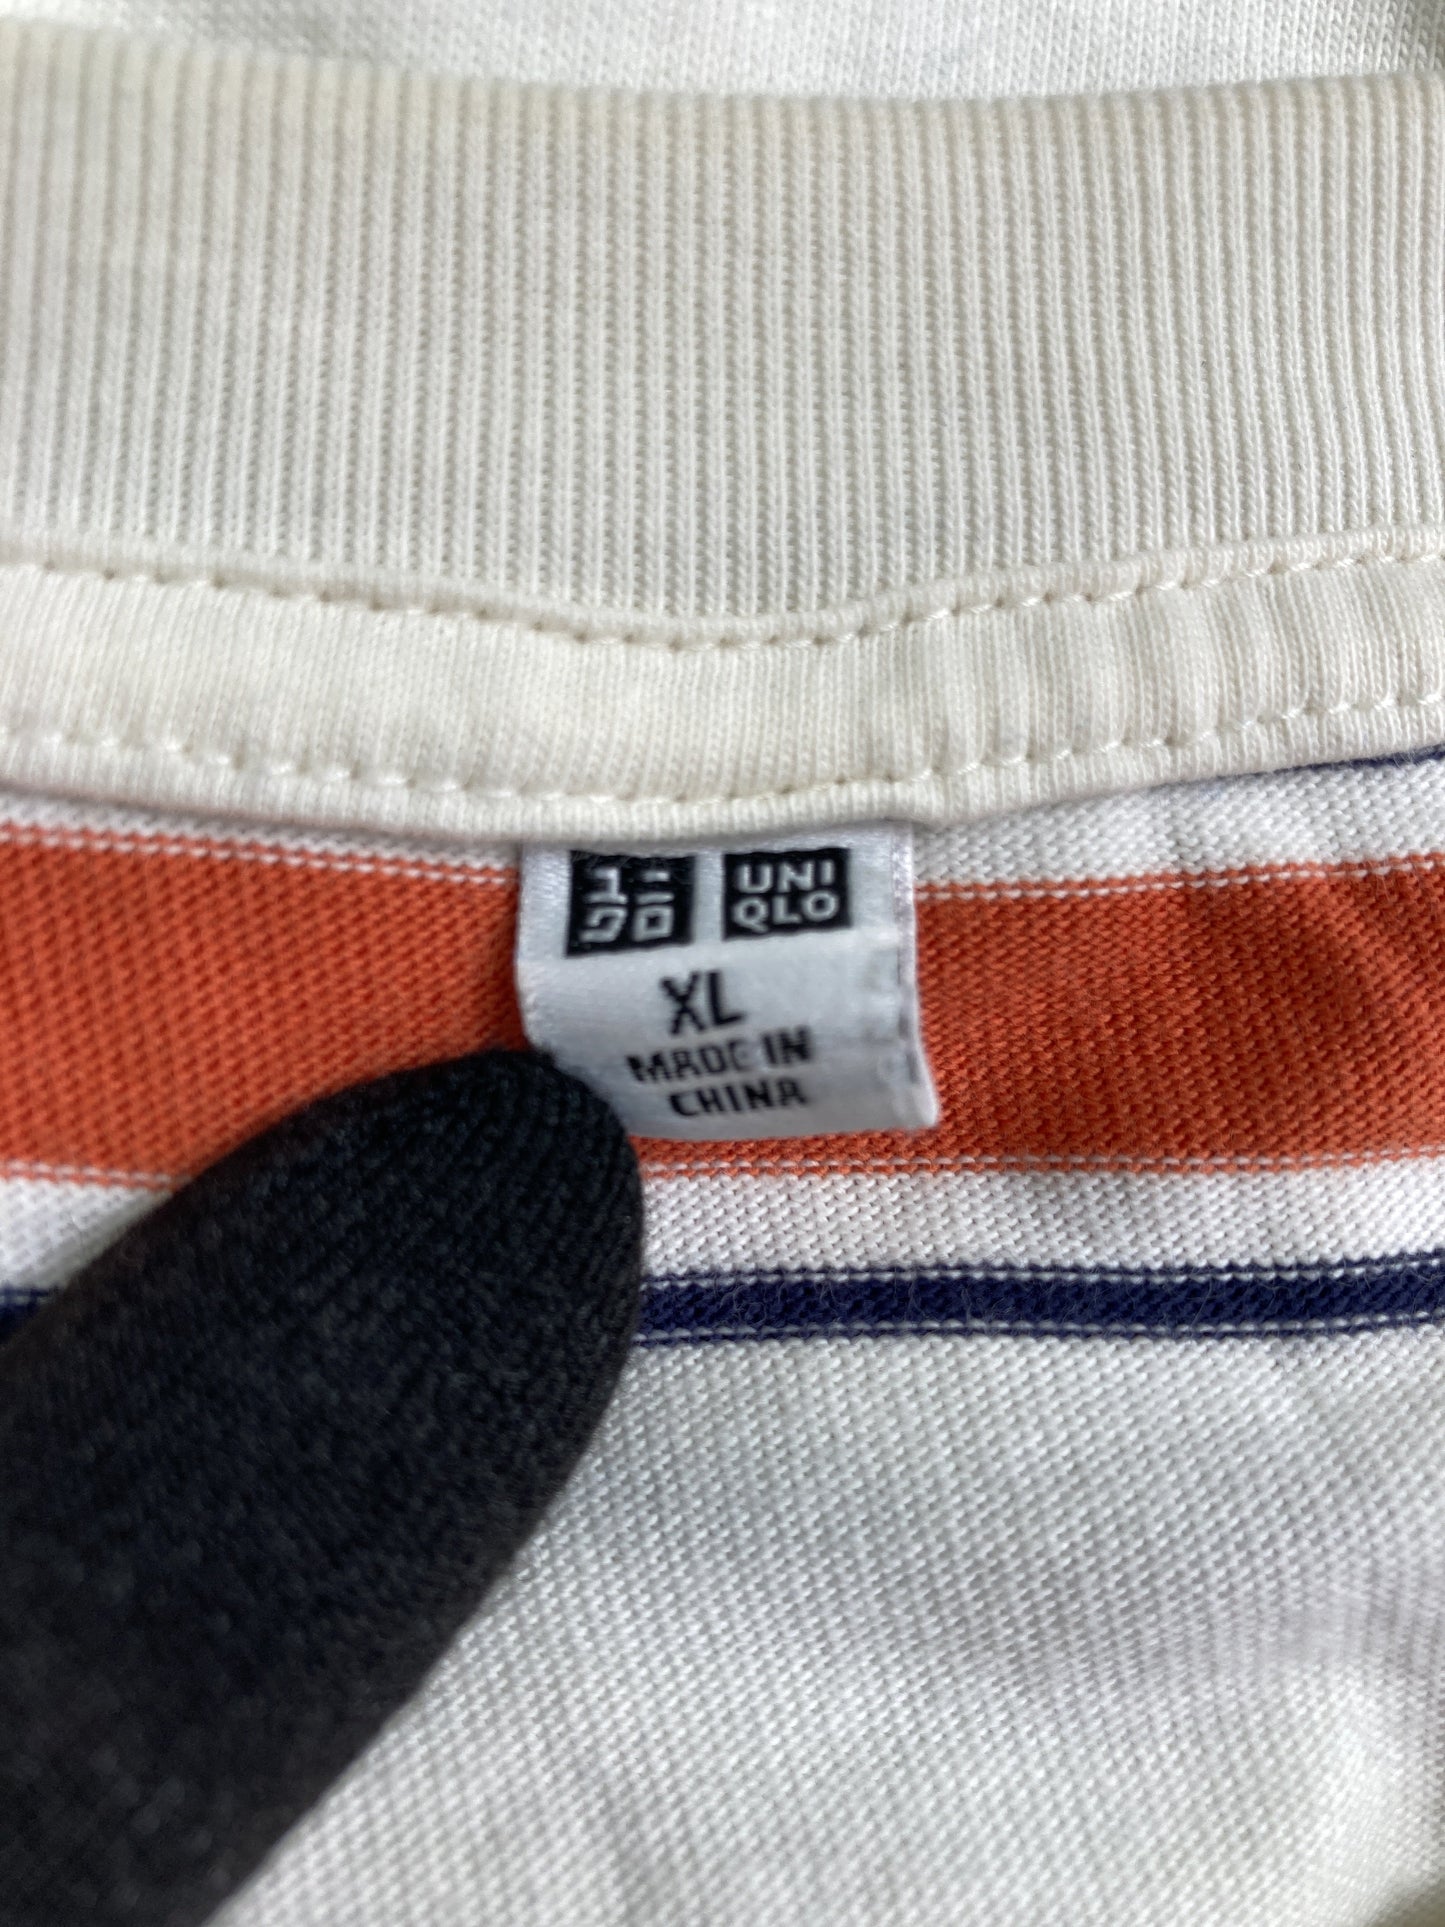 ユニ UNI
クロ QLO
XL
MADE IN
CHINA